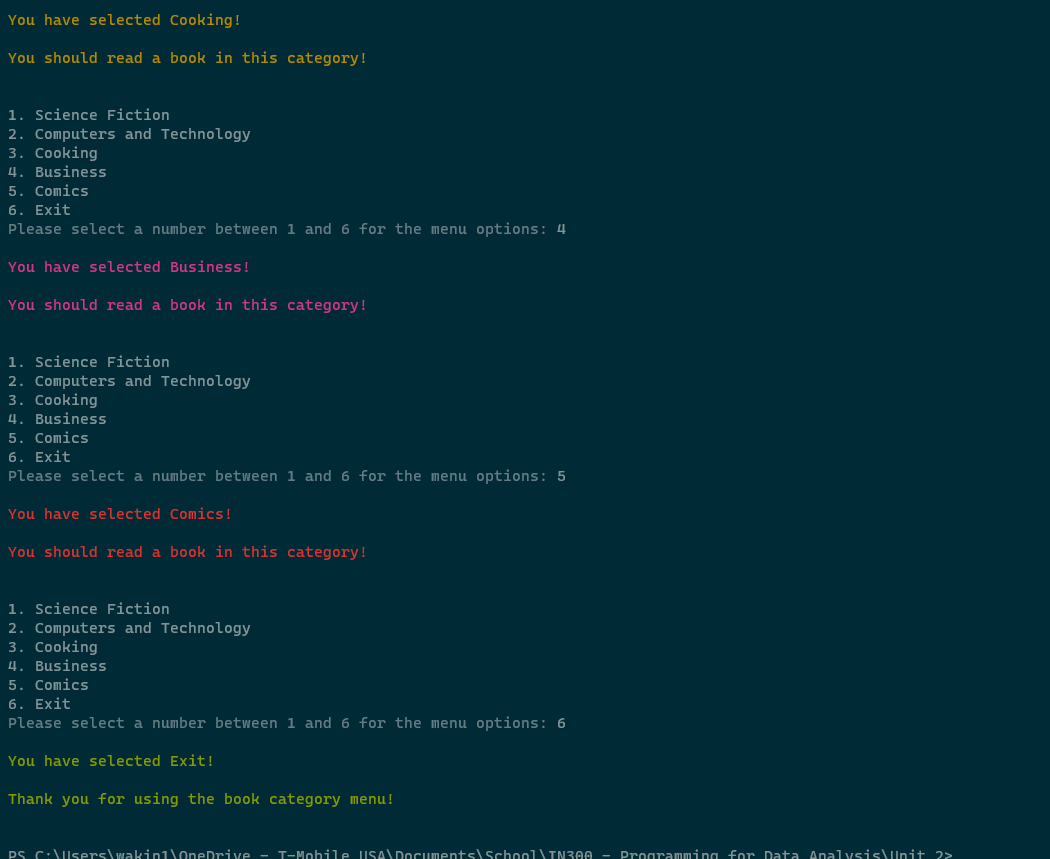 You have selected Cooking!
You should read a book in this category!
1. Science Fiction
2. Computers and Technology
3. Cooking
4. Business
5. Comics
6. Exit
Please select a number between 1 and 6 for the menu options: 4
You have selected Business!
You should read a book in this category!
1. Science Fiction
2. Computers and Technology
3. Cooking
4. Business
5. Comics
6. Exit
Please select a number between 1 and 6 for the menu options: 5
You have selected Comics!
You should read a book in this category!
1. Science Fiction
2. Computers and Technology
3. Cooking
4. Business
5. Comics
6. Exit
Please select a number between 1 and 6 for the menu options: 6
You have selected Exit!
Thank you for using the book category menu!
PS C:\Users\wakin1\OneDrive - T-Mobile USA\Documents\School\IN300 - Programming for Data Analysis\Unit 2>